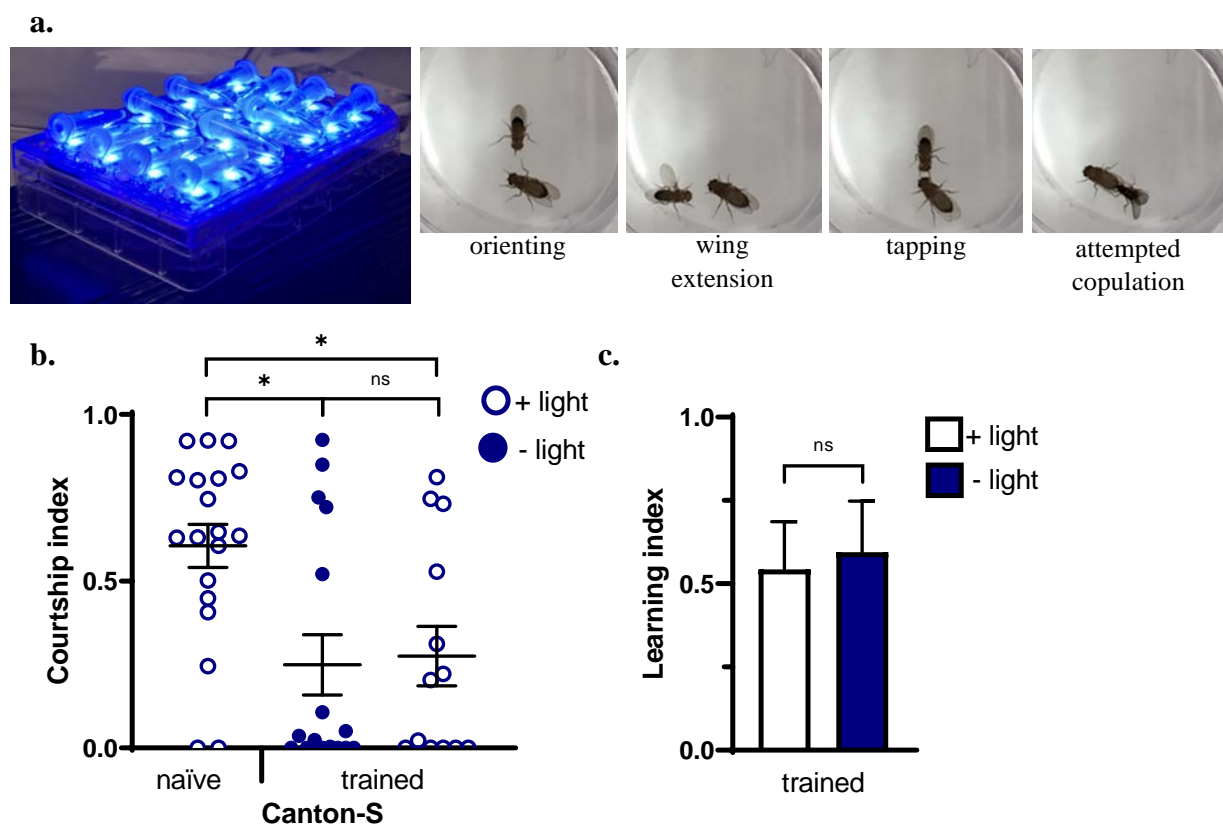 a.
orienting
wing
extension
tapping
attempted
copulation
b.
*
*
ns
+ light
- light
1.0
0.5
0.0
Courtship index
naïve
trained
Canton-S
c.
ns
+ light
- light
1.0
0.5
0.0
Learning index
trained